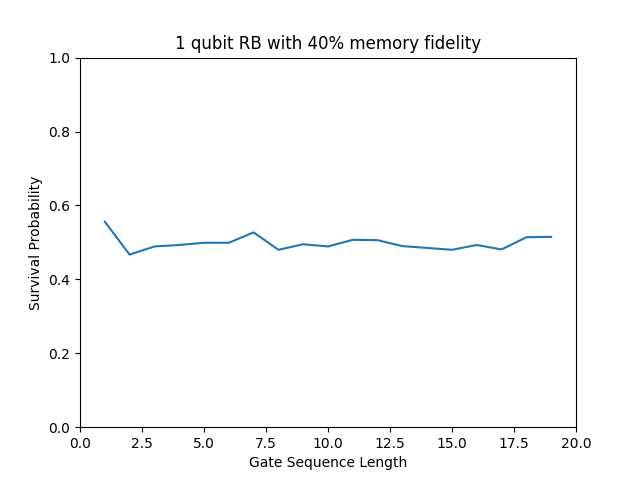 1 qubit RB with 40% memory fidelity
1.0
0.8
0.6
0.4
0.2
0.0
Survival Probability
0.0 2.5 5.0 7.5 10.0 12.5 15.0 17.5 20.0
Gate Sequence Length